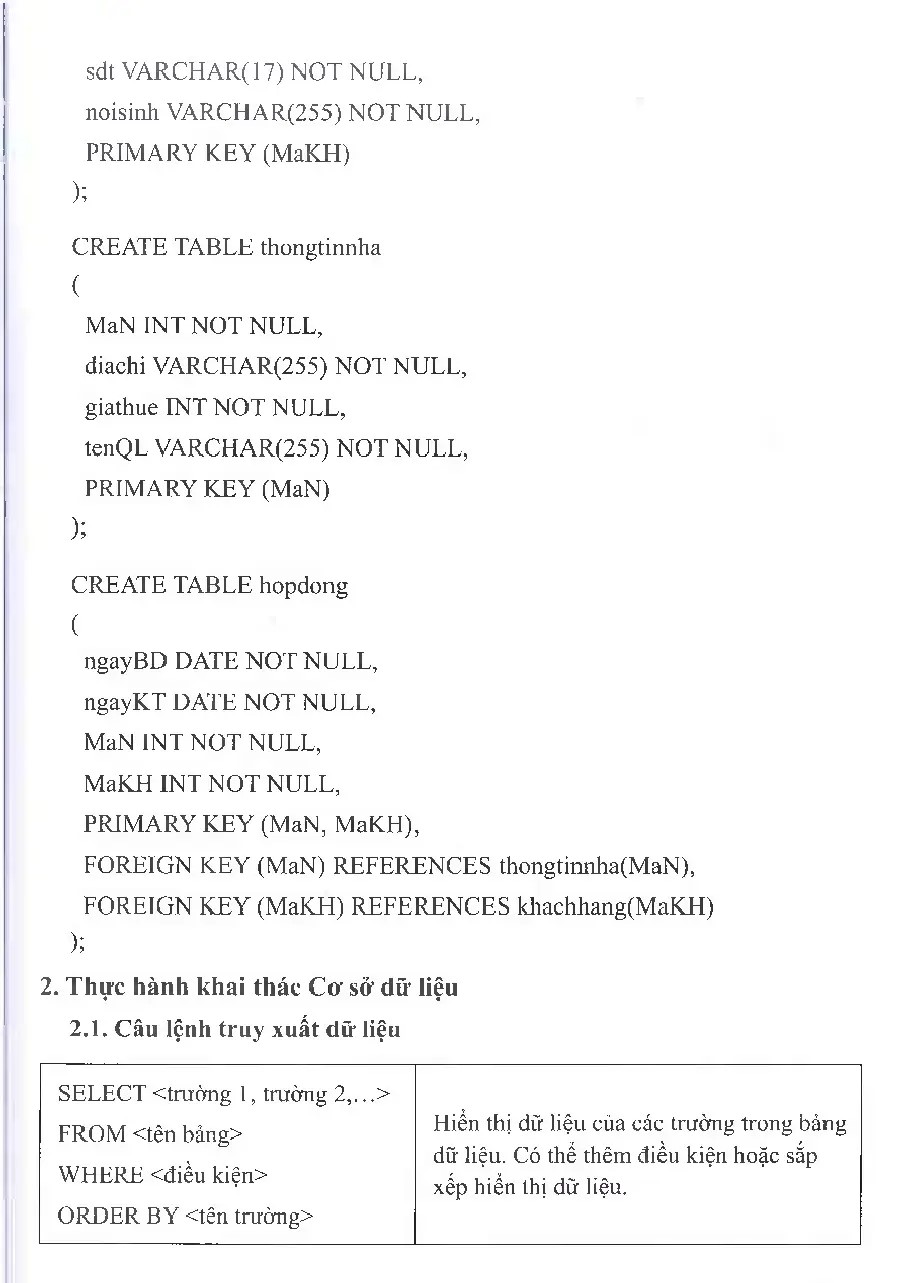 sdt VARCHAR(17) NOT NULL,
noisinh VARCHAR(255) NOT NULL,
PRIMARY KEY (MaKH)
);
CREATE TABLE thongtinnha
(
MaN INT NOT NULL,
diachi VARCHAR(255) NOT NULL,
giathue INT NOT NULL,
tenQL VARCHAR(255) NOT NULL,
PRIMARY KEY (MaN)
);
CREATE TABLE hopdong
(
ngayBD DATE NOT NULL,
ngayKT DATE NOT NULL,
MaN INT NOT NULL,
MaKH INT NOT NULL,
PRIMARY KEY (MaN, MaKH),
FOREIGN KEY (MaN) REFERENCES thongtinnha(MaN),
FOREIGN KEY (MaKH) REFERENCES khachhang(MaKH)
);
2. Thực hành khai thác Cơ sở dữ liệu
2.1. Câu lệnh truy xuất dữ liệu
SELECT <trường 1, trường 2,...>
FROM <tên bảng>
WHERE <điều kiện>
ORDER BY <tên trường>
Hiển thị dữ liệu của các trường trong bảng
dữ liệu. Có thể thêm điều kiện hoặc sắp
xếp hiển thị dữ liệu.